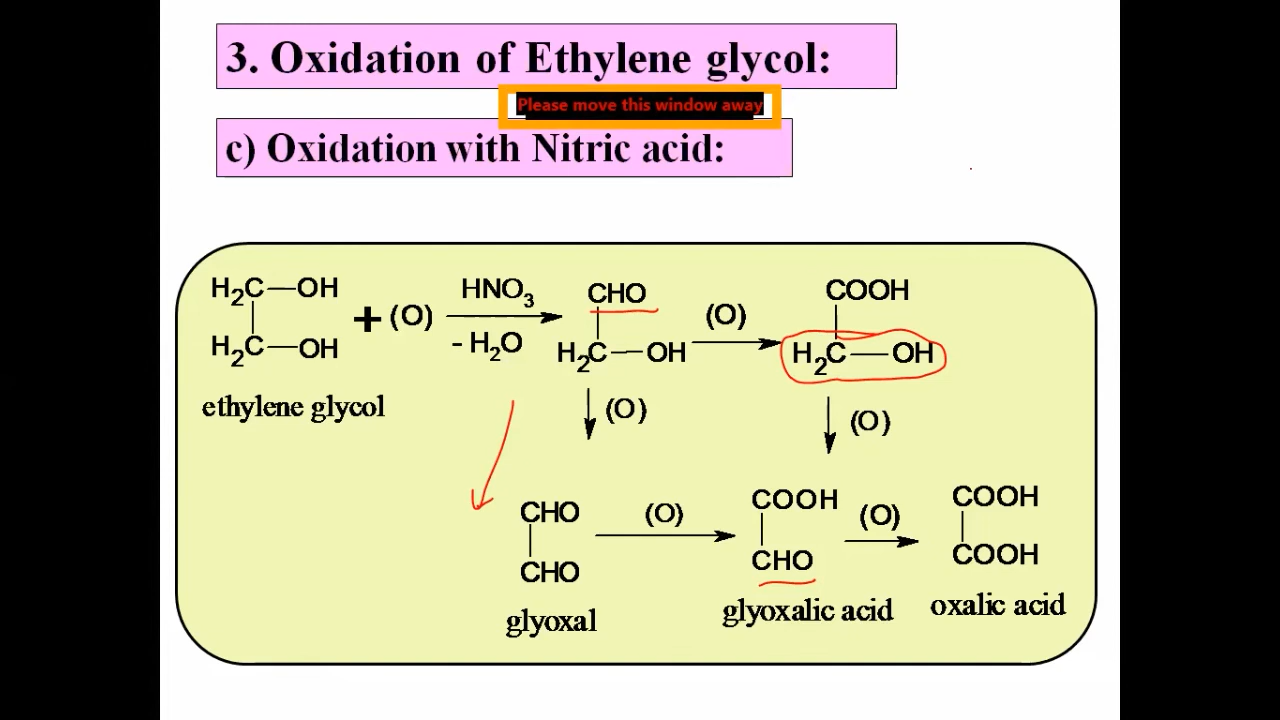 3. Oxidation of Ethylene glycol:
Please move this window away
c) Oxidation with Nitric acid:
H2C—OH
H2C—OH
ethylene glycol
+ (O)
HNO3
- H2O
CHO
H2C—OH
(O)
COOH
H2C—OH
(O)
(O)
CHO
CHO
glyoxal
(O)
COOH
CHO
glyoxalic acid
(O)
COOH
COOH
oxalic acid